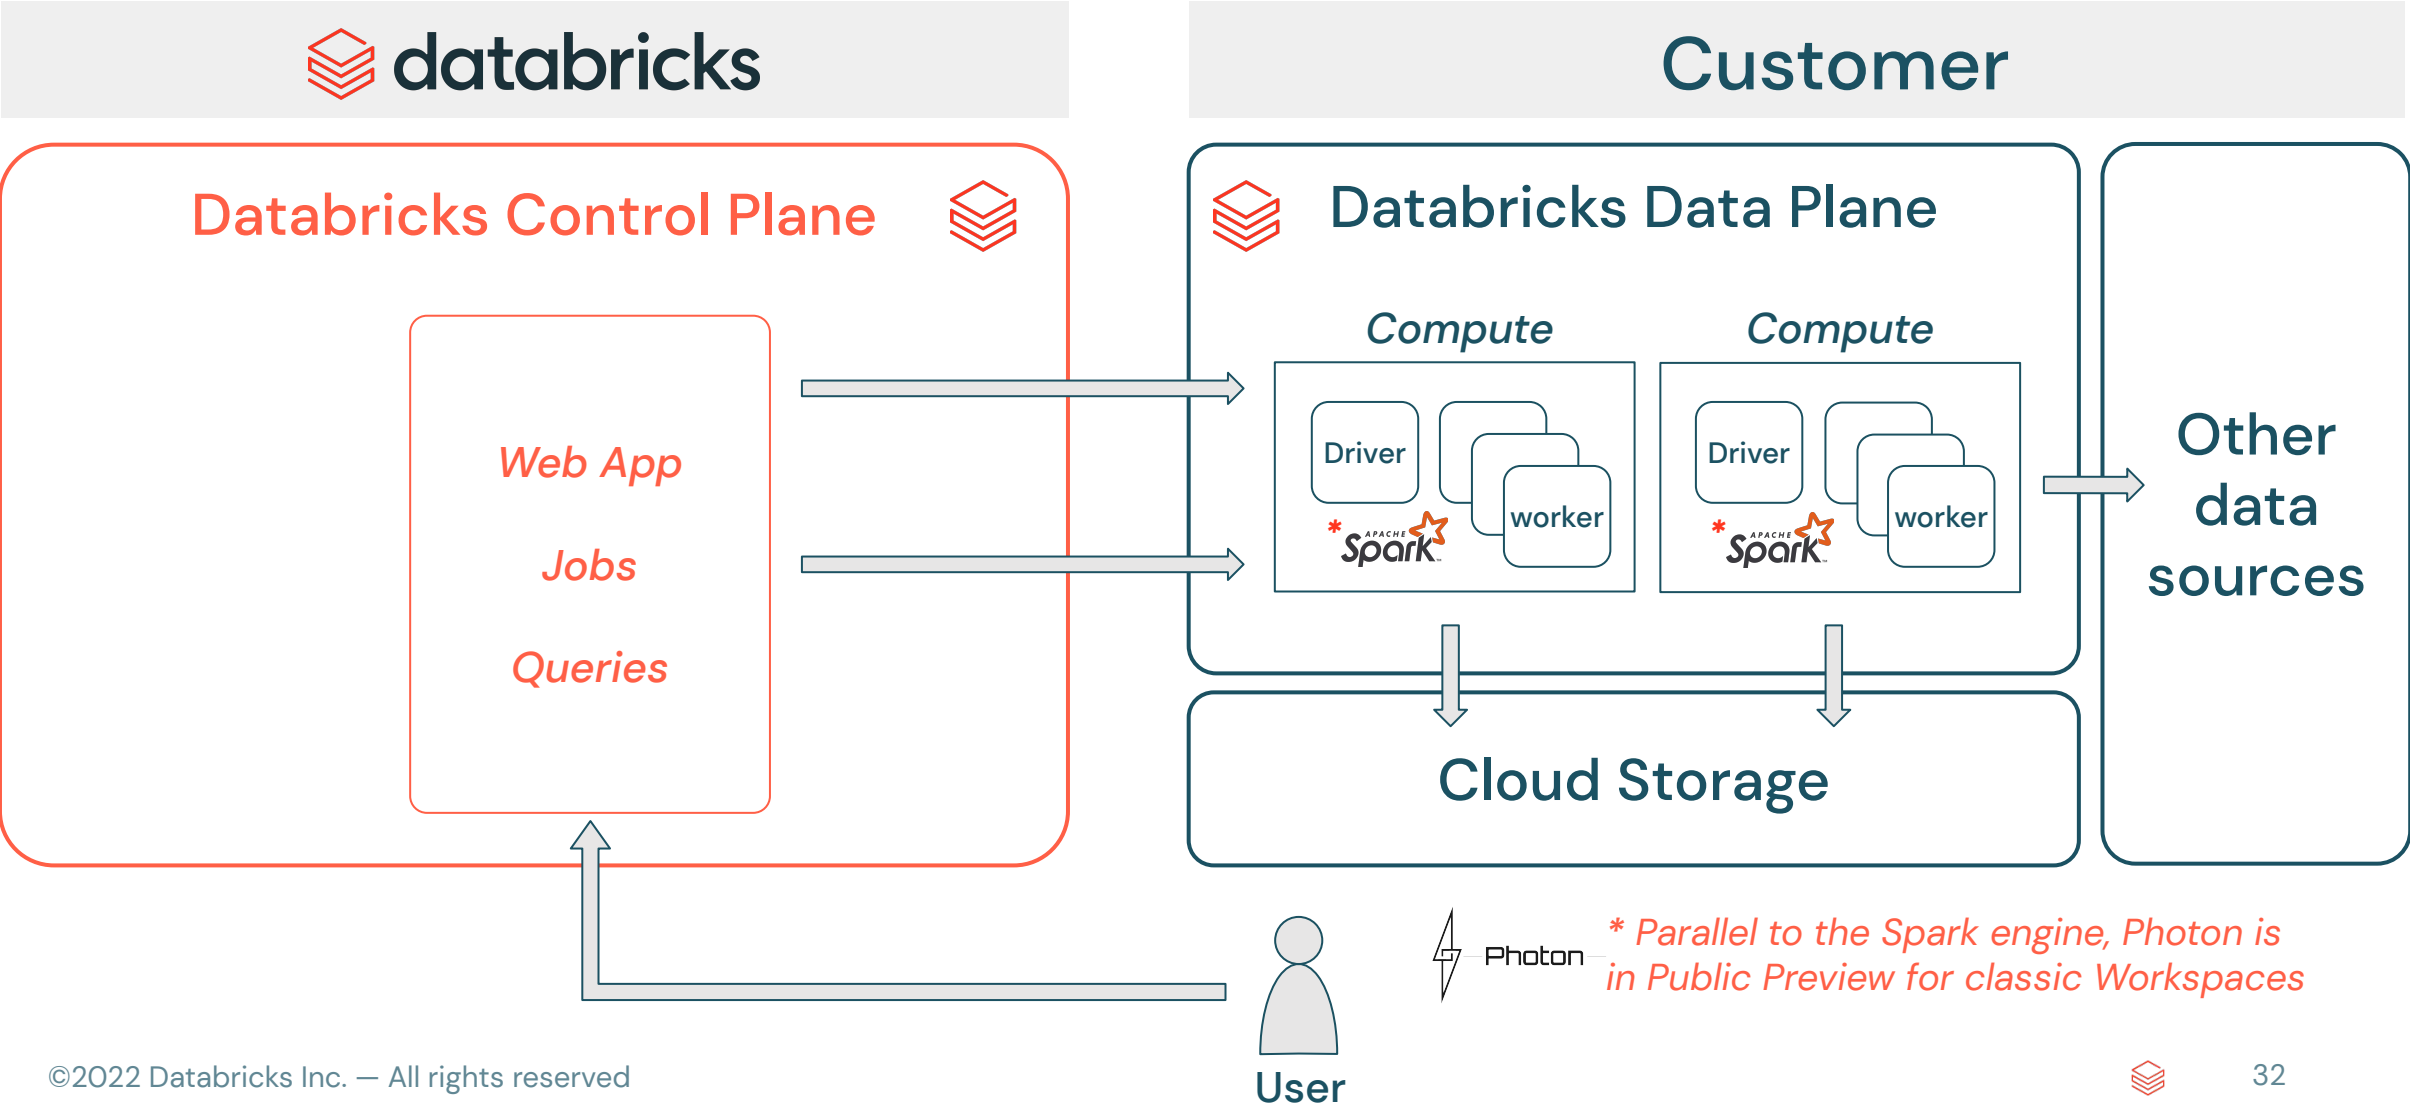 databricks
Customer
Databricks Control Plane
Web App
Jobs
Queries
Databricks Data Plane
Compute
Driver
worker
* APACHE
Spark™
Compute
Driver
worker
* APACHE
Spark™
Other
data
sources
Cloud Storage
User
Photon
* Parallel to the Spark engine, Photon is
in Public Preview for classic Workspaces
©2022 Databricks Inc. — All rights reserved
32